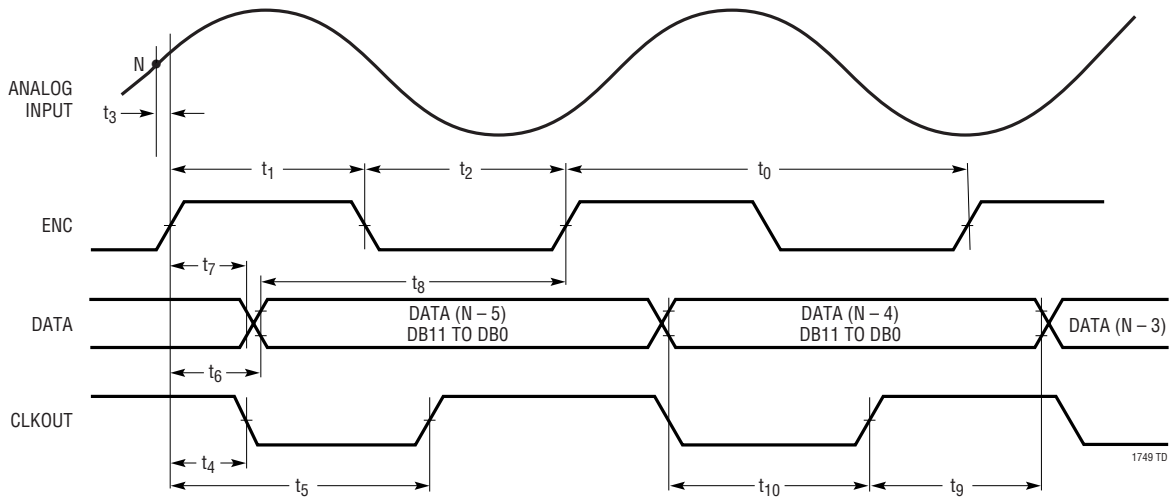 N
ANALOG
INPUT
t3
t1
t2
t0
ENC
t7
t8
DATA
DATA (N – 5)
DB11 TO DB0
DATA (N – 4)
DB11 TO DB0
DATA (N – 3)
t6
CLKOUT
1749 TD
t4
t5
t10
t9